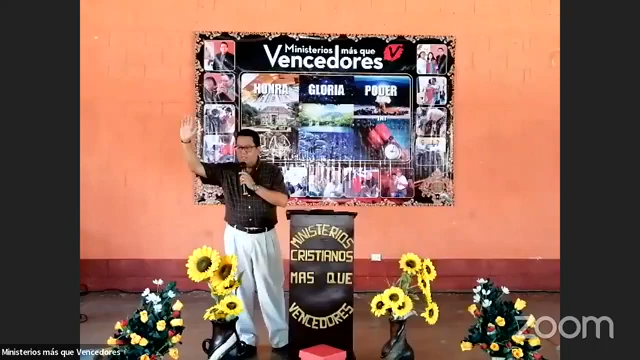 Ministerios más que
Vencedores
HONRA GLORIA PODER
MINISTERIOS
CRISTIANOS
MAS QUE
VENCEDORES
Ministerios más que Vencedores
zoom